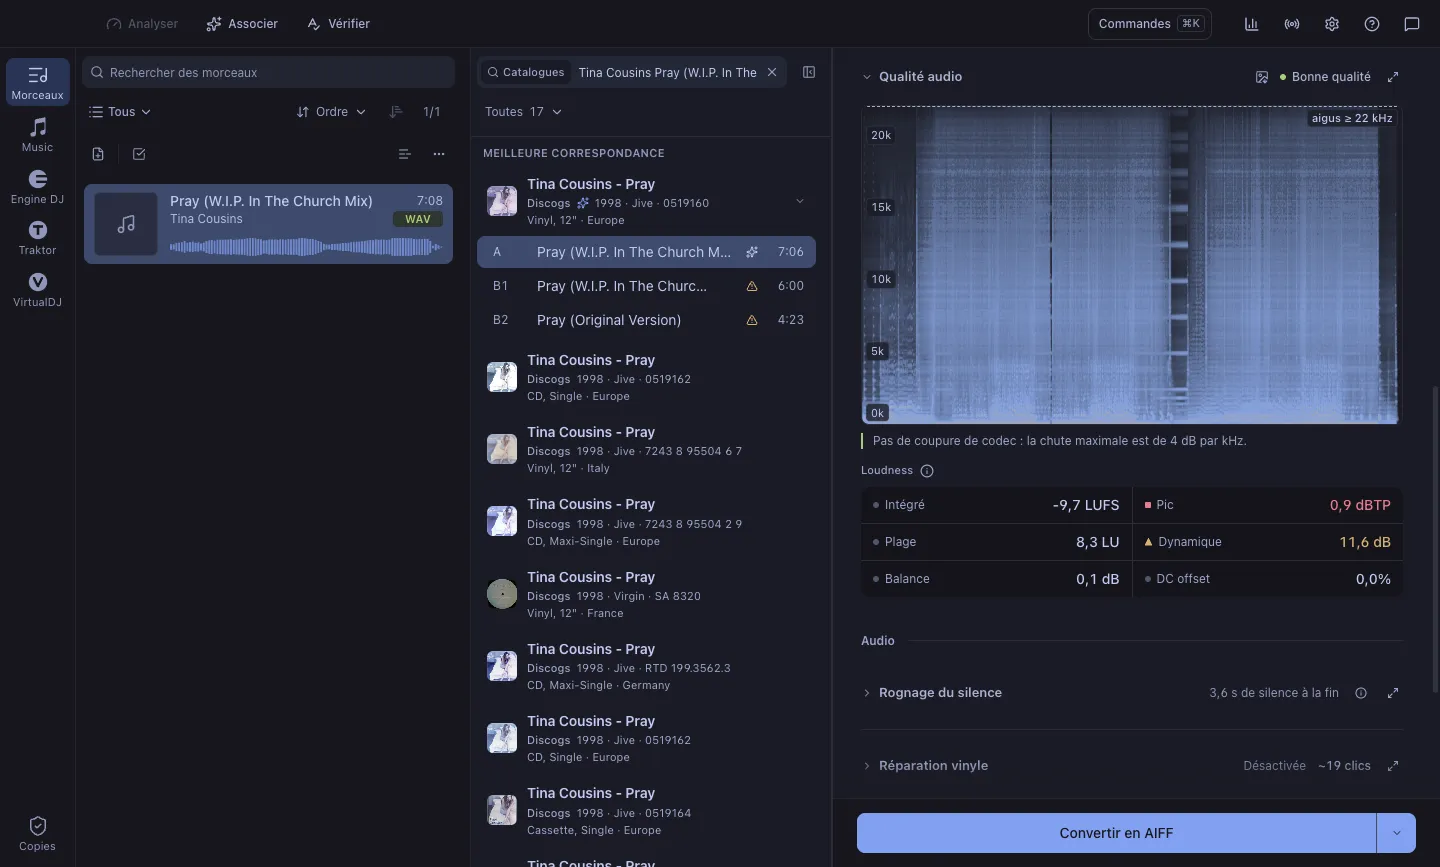 Analyser
Associer
Vérifier
Commandes ⌘K
Morceaux
Music
Engine DJ
Traktor
VirtualDJ
Copies
Rechercher des morceaux
Tous
Ordre
1/1
Pray (W.I.P. In The Church Mix) 7:08
Tina Cousins WAV
Catalogues Tina Cousins Pray (W.I.P. In The
Toutes 17
MEILLEURE CORRESPONDANCE
Tina Cousins - Pray
Discogs 1998 · Jive · 0519160
Vinyl, 12" · Europe
A Pray (W.I.P. In The Church M... 7:06
B1 Pray (W.I.P. In The Churc... 6:00
B2 Pray (Original Version) 4:23
Tina Cousins - Pray
Discogs 1998 · Jive · 0519162
CD, Single · Europe
Tina Cousins - Pray
Discogs 1998 · Jive · 7243 8 95504 6 7
Vinyl, 12" · Italy
Tina Cousins - Pray
Discogs 1998 · Jive · 7243 8 95504 2 9
CD, Maxi-Single · Europe
Tina Cousins - Pray
Discogs 1998 · Virgin · SA 8320
Vinyl, 12" · France
Tina Cousins - Pray
Discogs 1998 · Jive · RTD 199.3562.3
CD, Maxi-Single · Germany
Tina Cousins - Pray
Discogs 1998 · Jive · 0519162
CD, Single · Europe
Tina Cousins - Pray
Discogs 1998 · Jive · 0519164
Cassette, Single · Europe
Tina Cousins - Pray
Qualité audio
Bonne qualité
aigus ≥ 22 kHz
20k
15k
10k
5k
0k
Pas de coupure de codec : la chute maximale est de 4 dB par kHz.
Loudness
Intégré -9,7 LUFS
Pic 0,9 dBTP
Plage 8,3 LU
Dynamique 11,6 dB
Balance 0,1 dB
DC offset 0,0%
Audio
Rognage du silence 3,6 s de silence à la fin
Réparation vinyle Désactivée ~19 clics
Convertir en AIFF